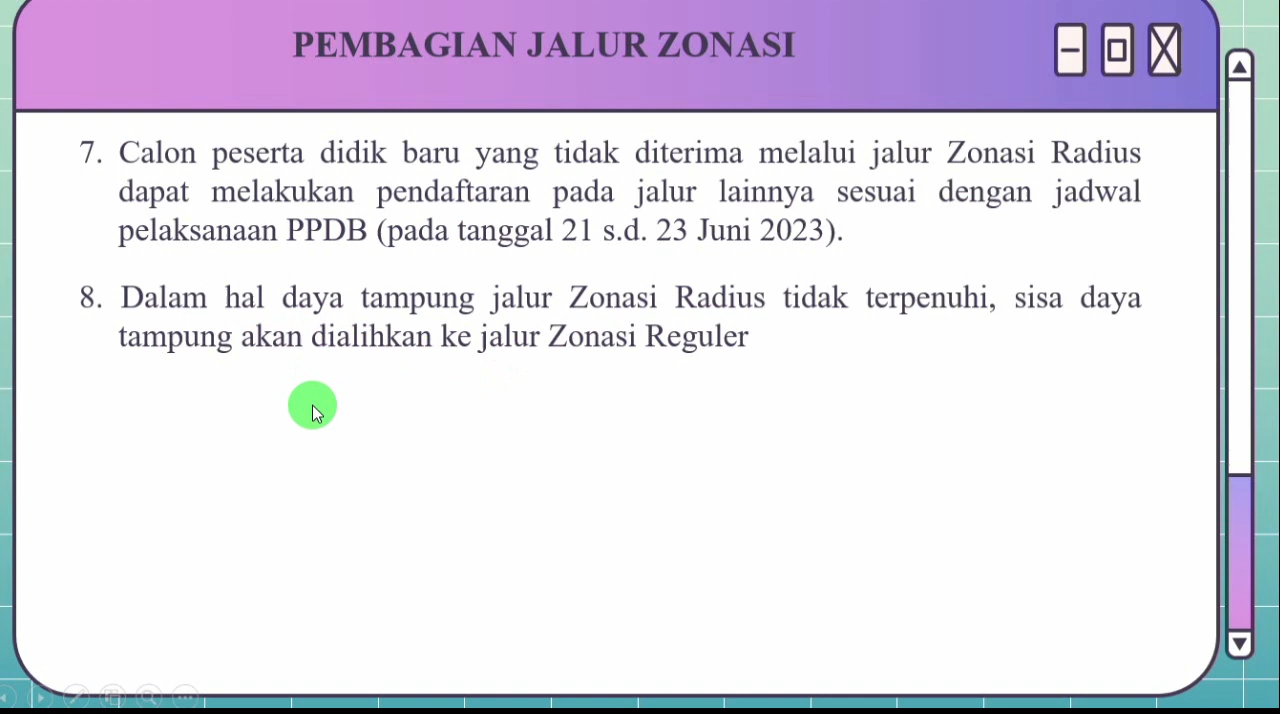 PEMBAGIAN JALUR ZONASI
7. Calon peserta didik baru yang tidak diterima melalui jalur Zonasi Radius
dapat melakukan pendaftaran pada jalur lainnya sesuai dengan jadwal
pelaksanaan PPDB (pada tanggal 21 s.d. 23 Juni 2023).
8. Dalam hal daya tampung jalur Zonasi Radius tidak terpenuhi, sisa daya
tampung akan dialihkan ke jalur Zonasi Reguler